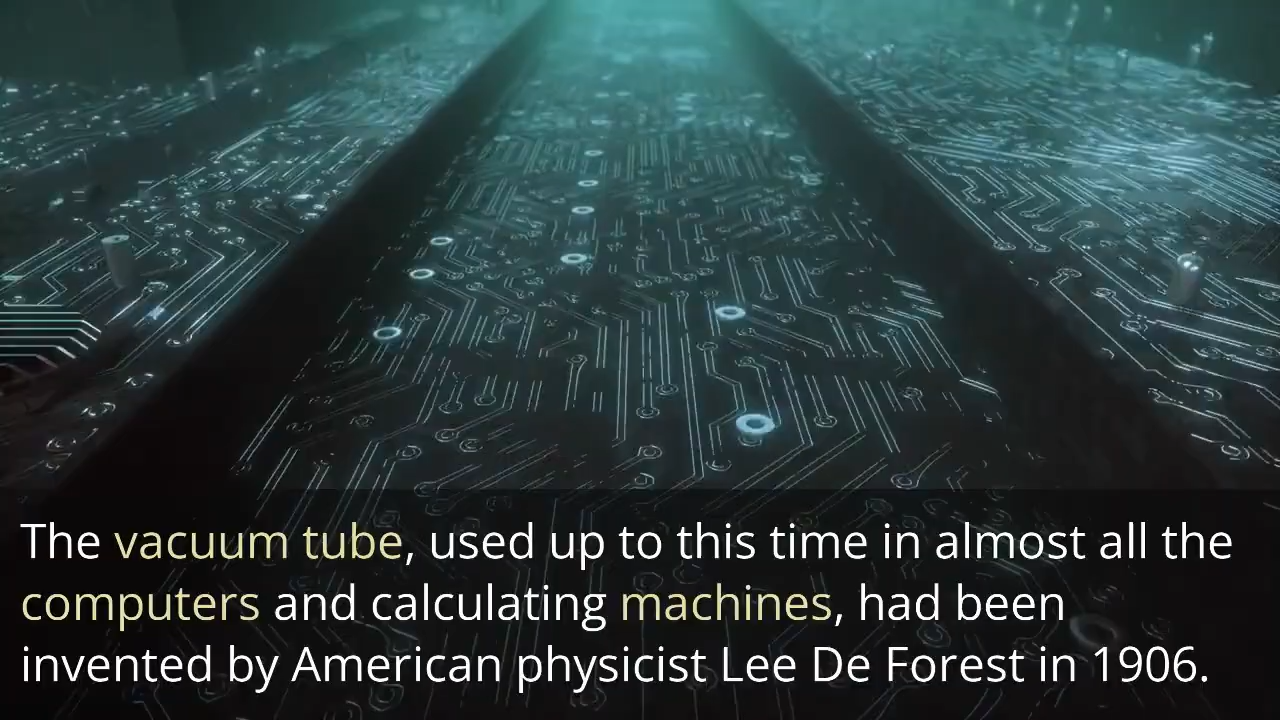 The vacuum tube, used up to this time in almost all the
computers and calculating machines, had been
invented by American physicist Lee De Forest in 1906.